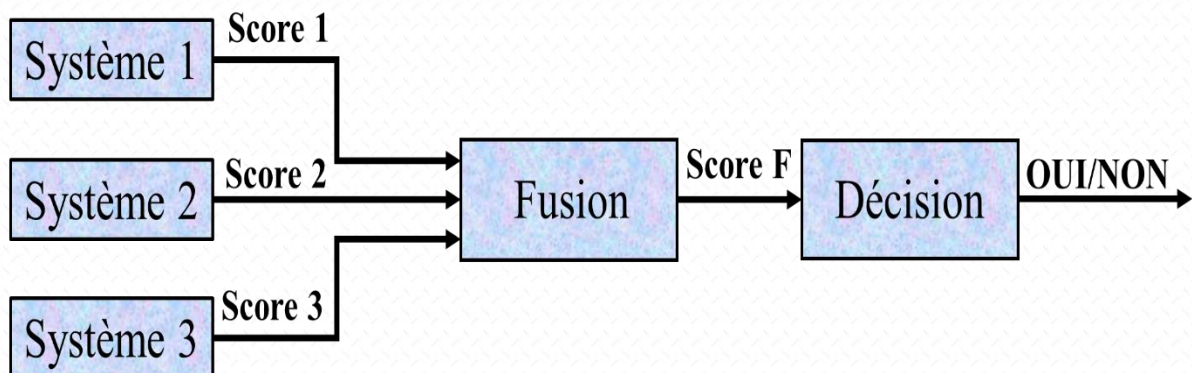 Système 1
Score 1
Système 2
Score 2
Système 3
Score 3
Fusion
Score F
Décision
OUI/NON